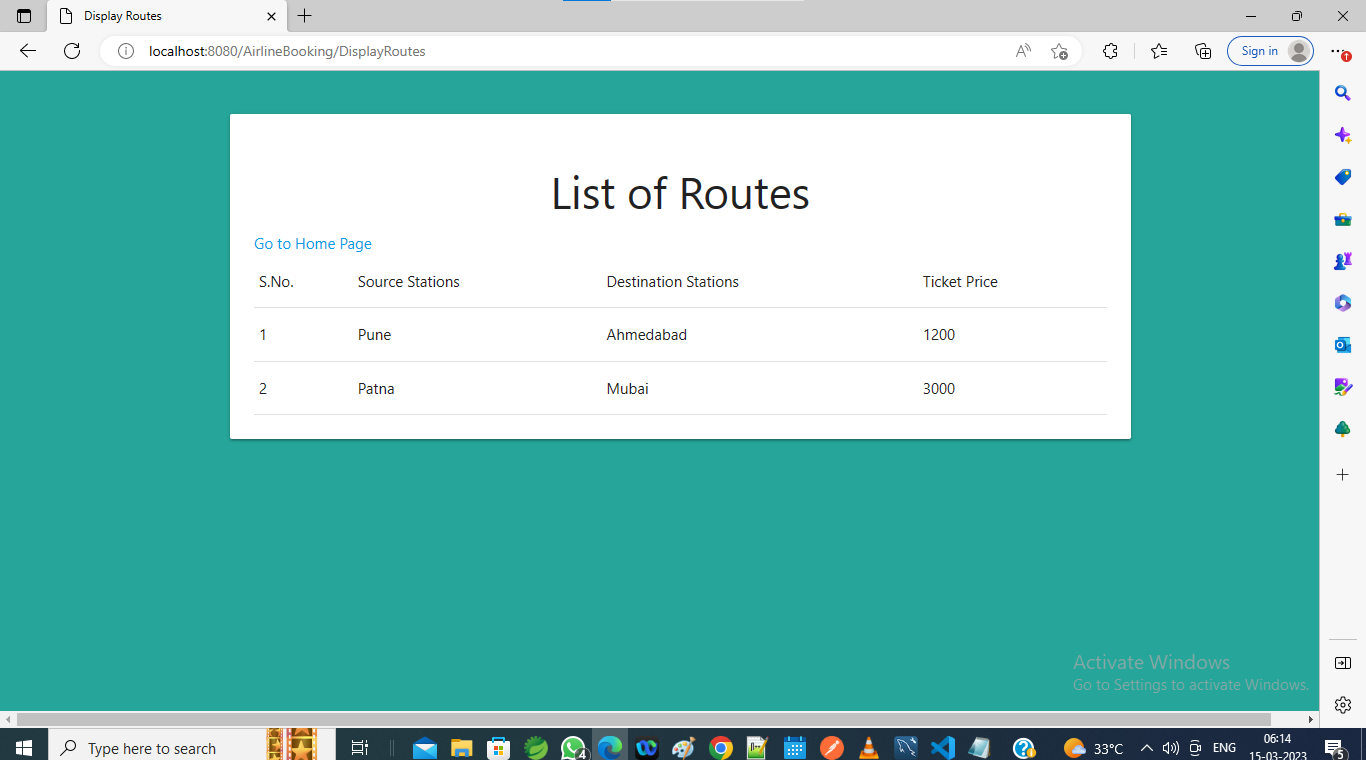 Display Routes
localhost:8080/AirlineBooking/DisplayRoutes
Sign in
List of Routes
Go to Home Page
S.No. Source Stations Destination Stations Ticket Price
1 Pune Ahmedabad 1200
2 Patna Mubai 3000
Activate Windows
Go to Settings to activate Windows.
Type here to search
4
33°C
ENG
06:14
15-03-2023
5